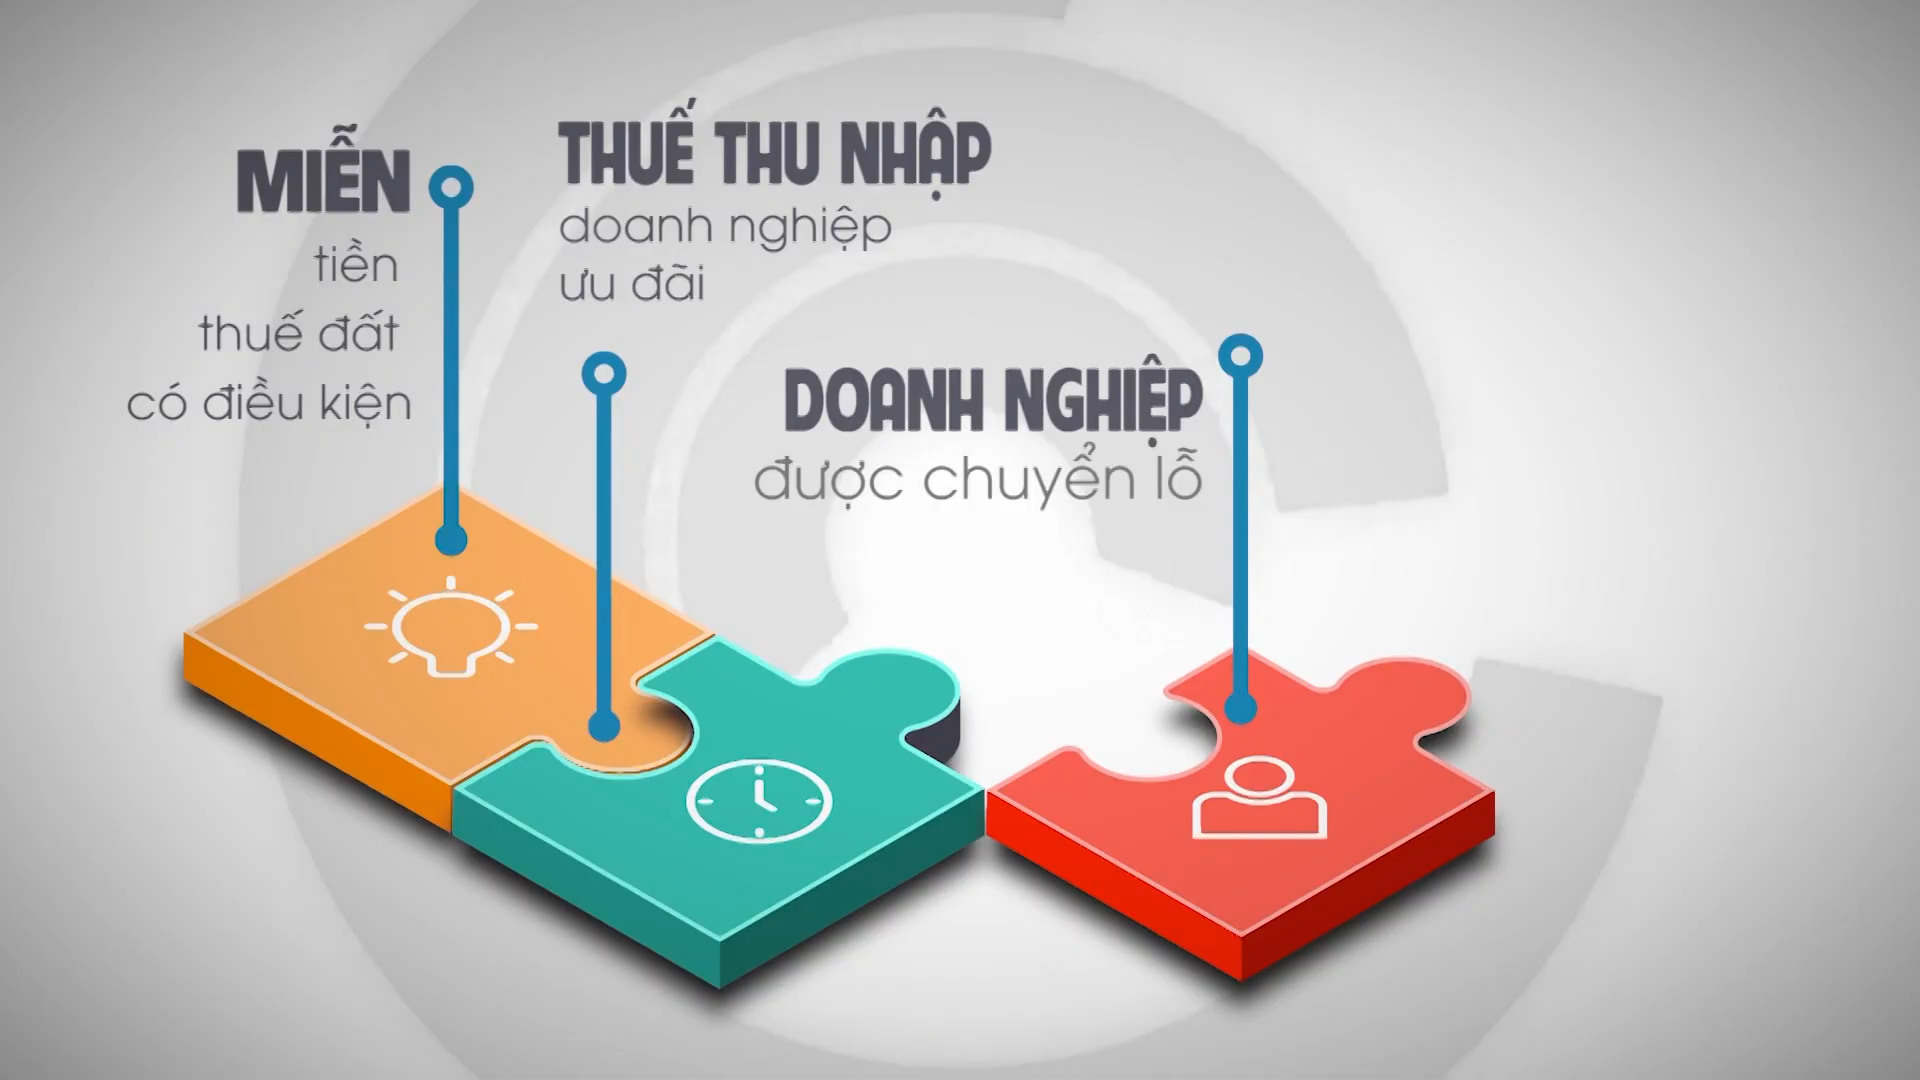 MIỄN
tiền
thuế đất
có điều kiện
THUẾ THU NHẬP
doanh nghiệp
ưu đãi
DOANH NGHIỆP
được chuyển lỗ